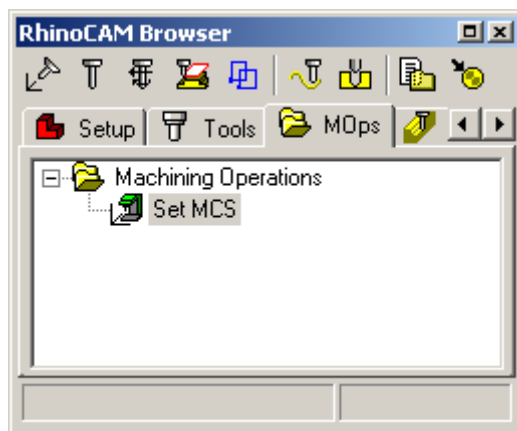 RhinoCAM Browser
Setup Tools MOps
Machining Operations
Set MCS